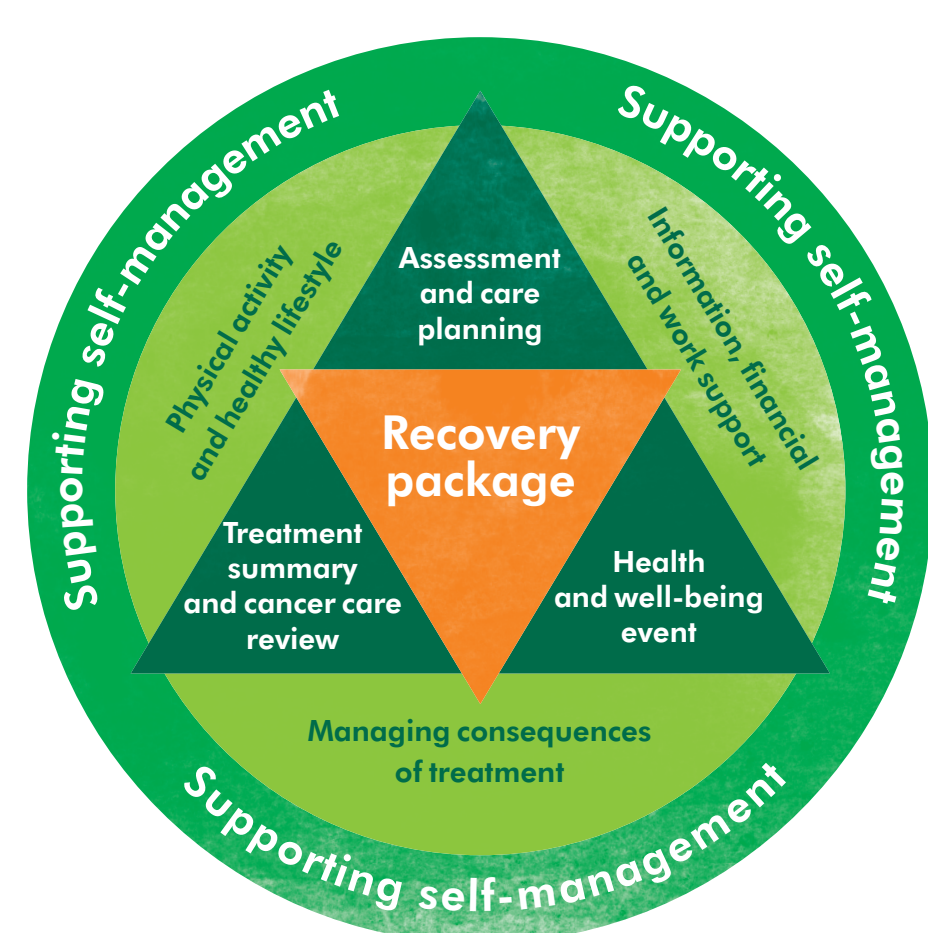 Supporting self-management
Supporting self-management
Physical activity
and healthy lifestyle
Information, financial
and work support
Assessment
and care
planning
Recovery
package
Treatment
summary
and cancer care
review
Health
and well-being
event
Managing consequences
of treatment
Supporting self-management